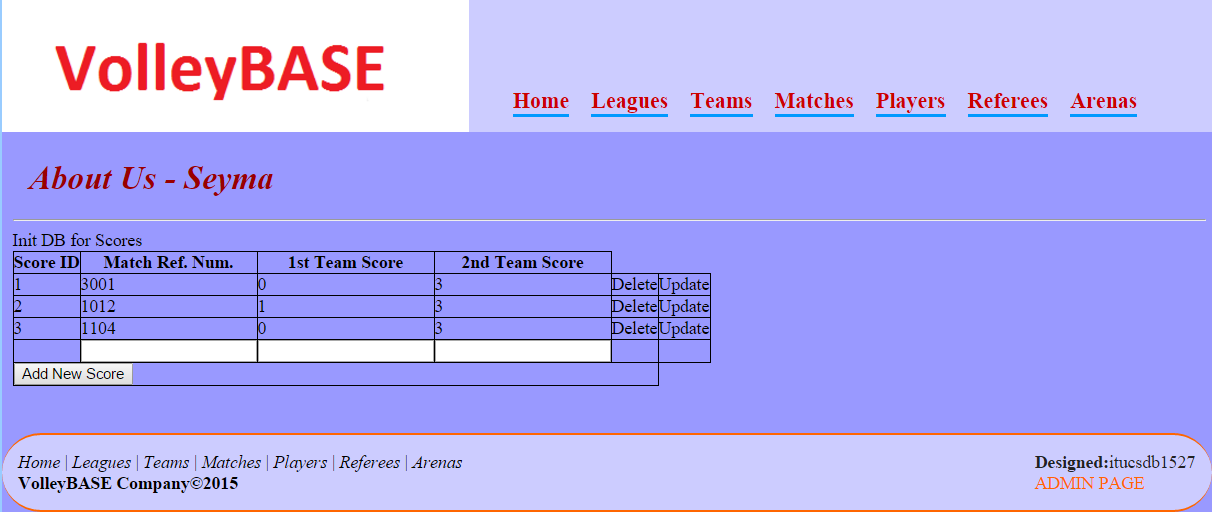 VolleyBASE
Home Leagues Teams Matches Players Referees Arenas
About Us - Seyma
Init DB for Scores
Score ID Match Ref. Num. 1st Team Score 2nd Team Score
1 3001 0 3 Delete Update
2 1012 1 3 Delete Update
3 1104 0 3 Delete Update
Add New Score
Home | Leagues | Teams | Matches | Players | Referees | Arenas
VolleyBASE Company©2015
Designed:itucsdb1527
ADMIN PAGE